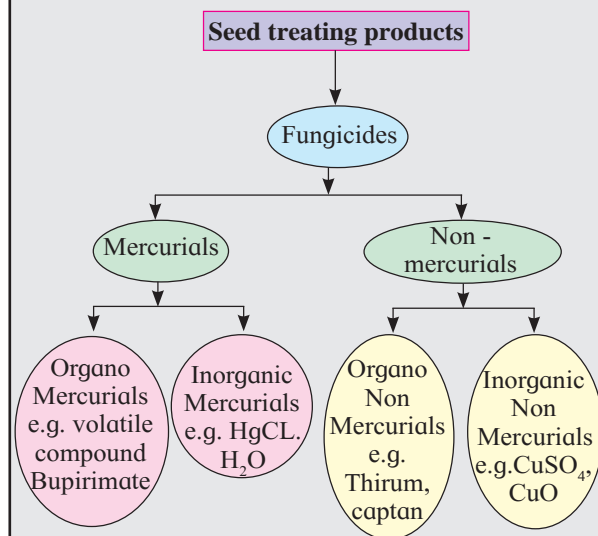 Seed treating products
Fungicides
Mercurials
Non -
mercurials
Organo
Mercurials
e.g. volatile
compound
Bupirimate
Inorganic
Mercurials
e.g. HgCL.
H₂O
Organo
Non
Mercurials
e.g.
Thirum,
captan
Inorganic
Non
Mercurials
e.g.CuSO₄,
CuO